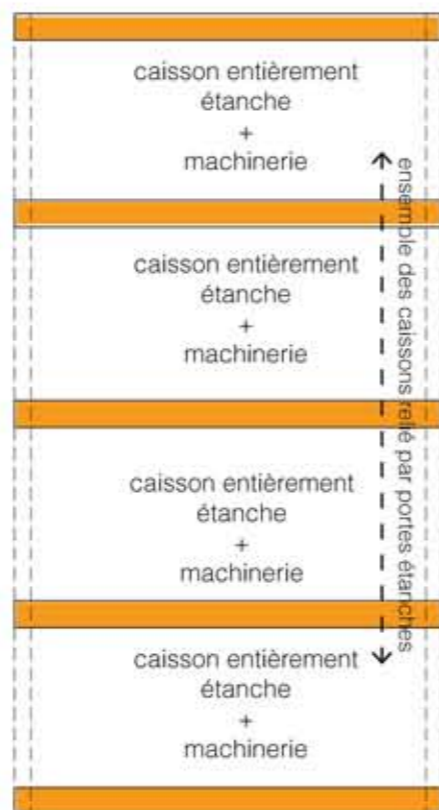 caisson entièrement
étanche
+
machinerie
caisson entièrement
étanche
+
machinerie
caisson entièrement
étanche
+
machinerie
caisson entièrement
étanche
+
machinerie
ensemble des caissons relié par portes étanches